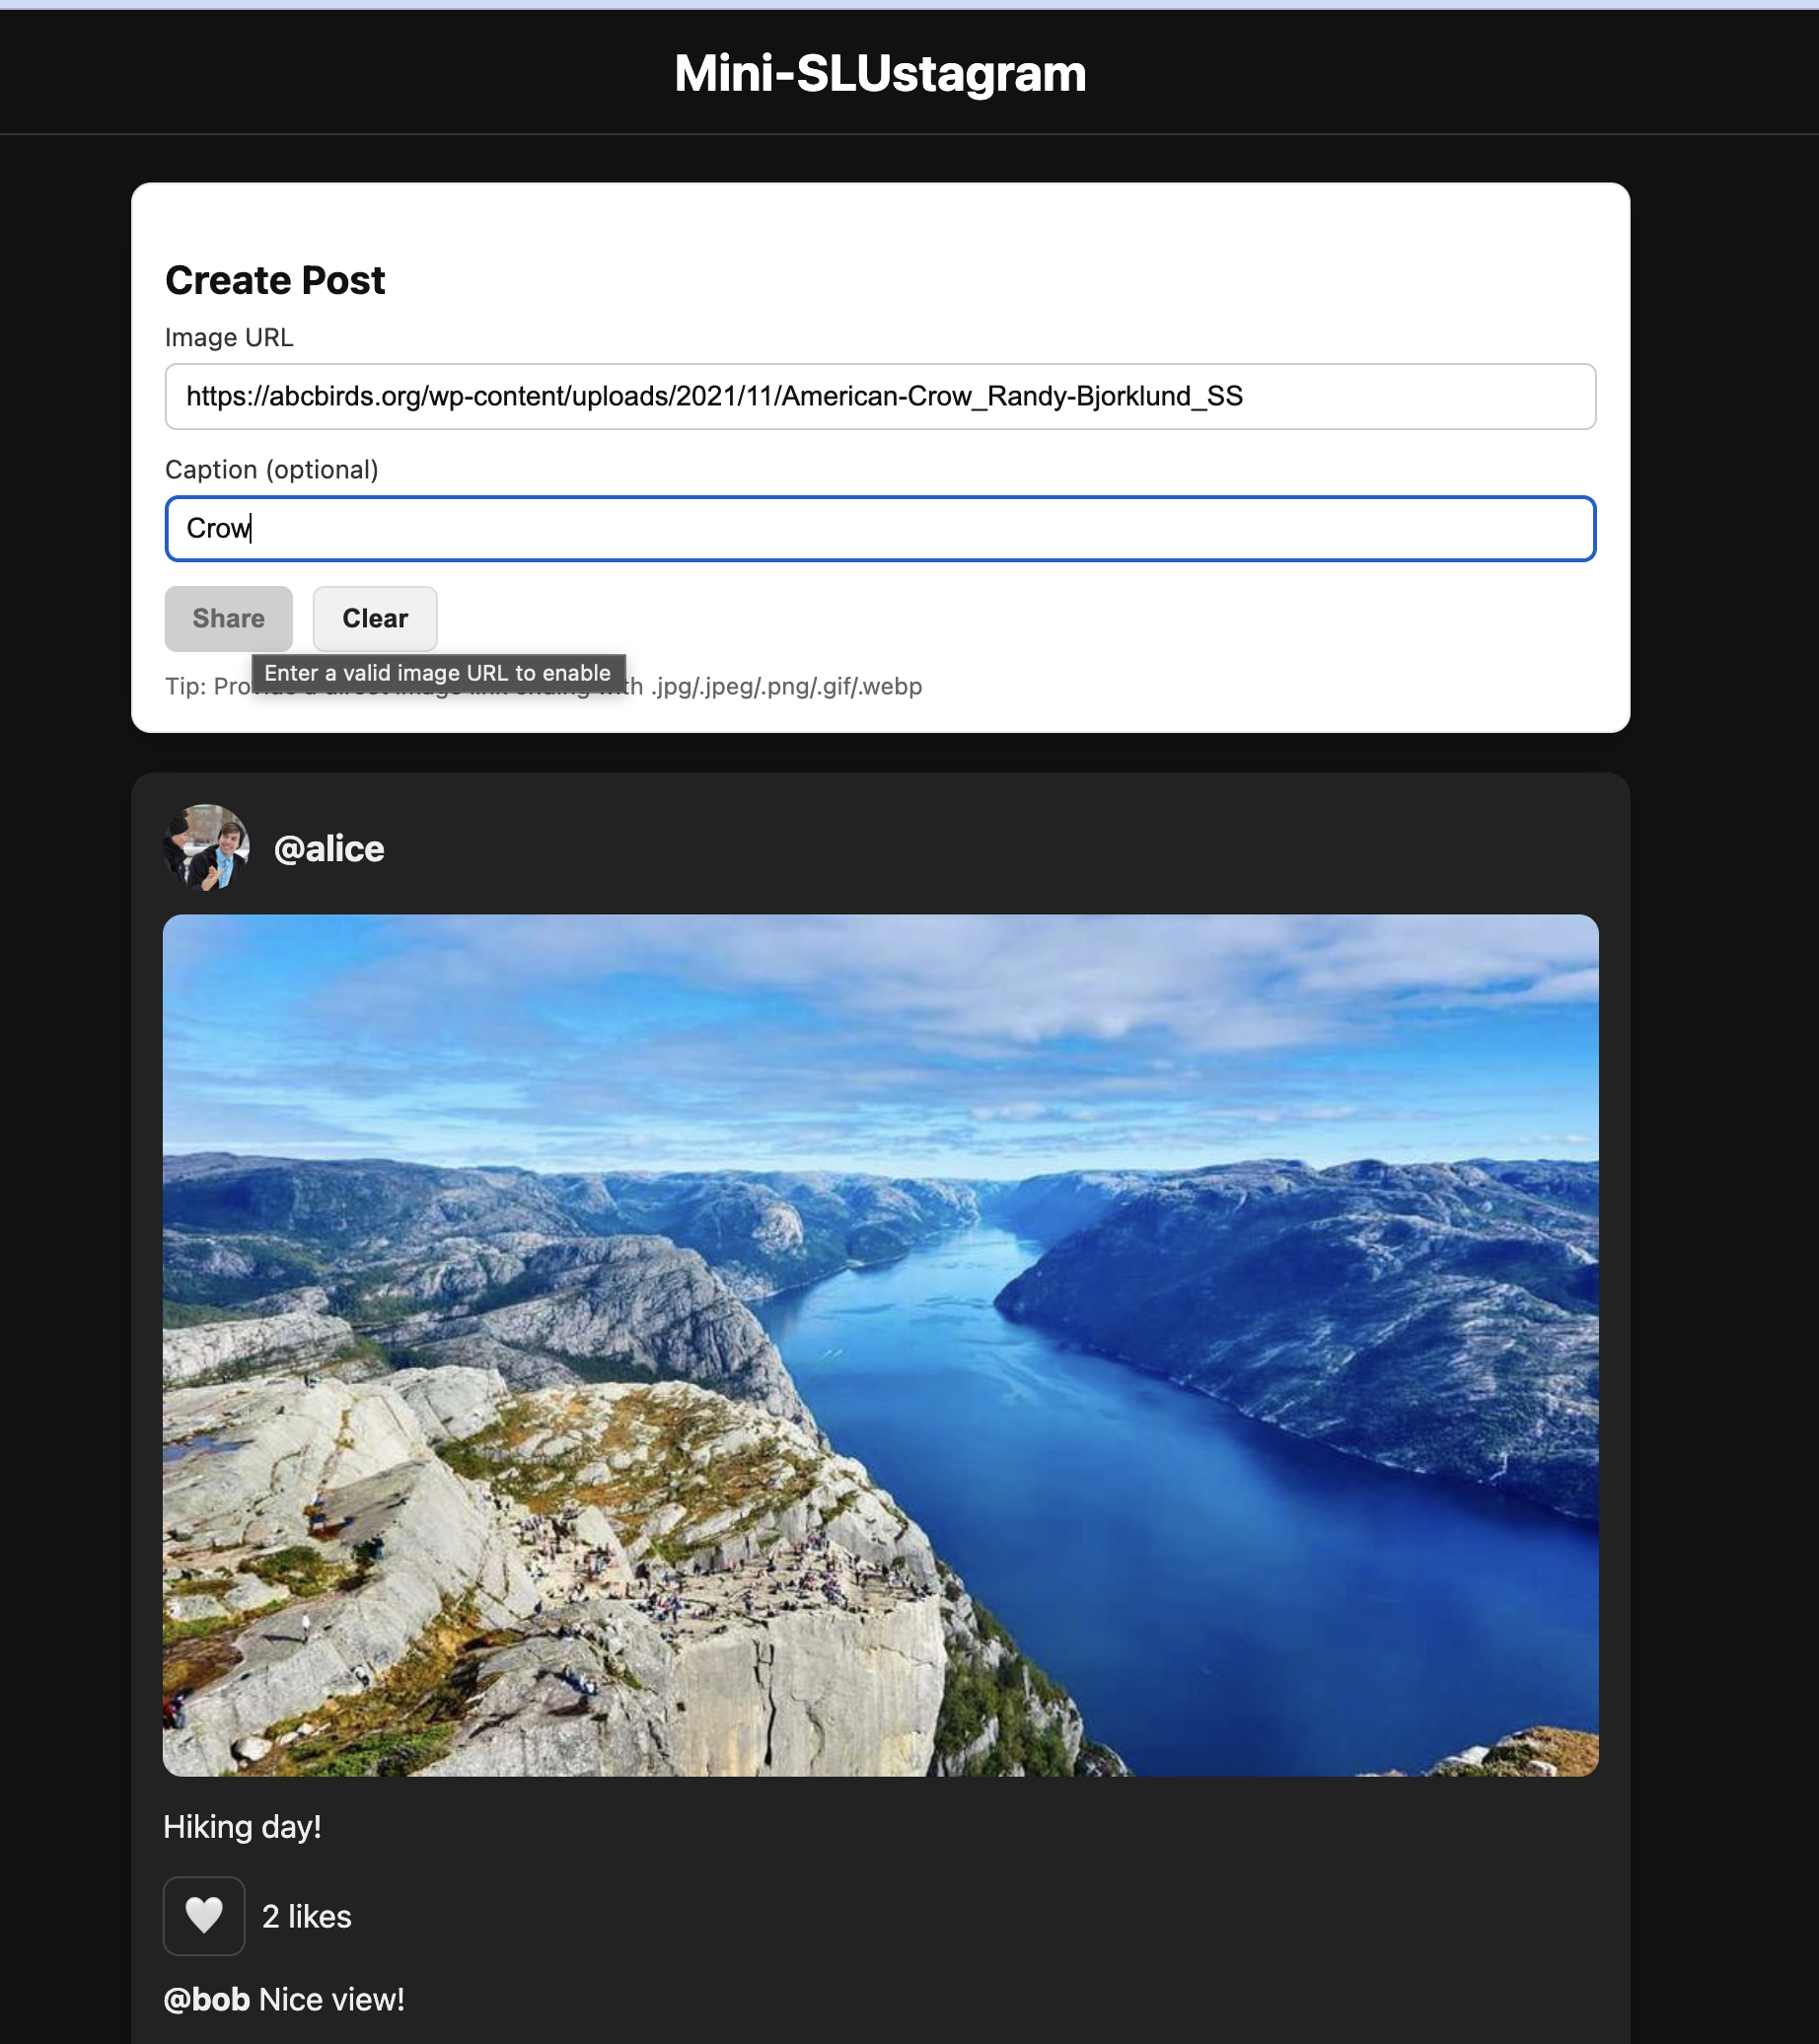 Mini-SLUstagram
Create Post
Image URL
https://abcbirds.org/wp-content/uploads/2021/11/American-Crow_Randy-Bjorklund_SS
Caption (optional)
Crow
Share Clear
Enter a valid image URL to enable
Tip: Pro th .jpg/.jpeg/.png/.gif/.webp
@alice
Hiking day!
2 likes
@bob Nice view!